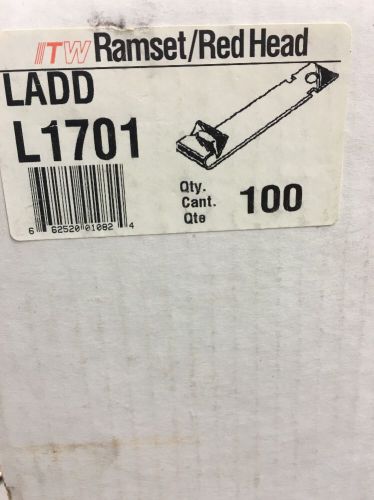 ITW Ramset/Red Head
LADD
L1701
Qty.
Cant. 100
Qte
6 62520 01082 4